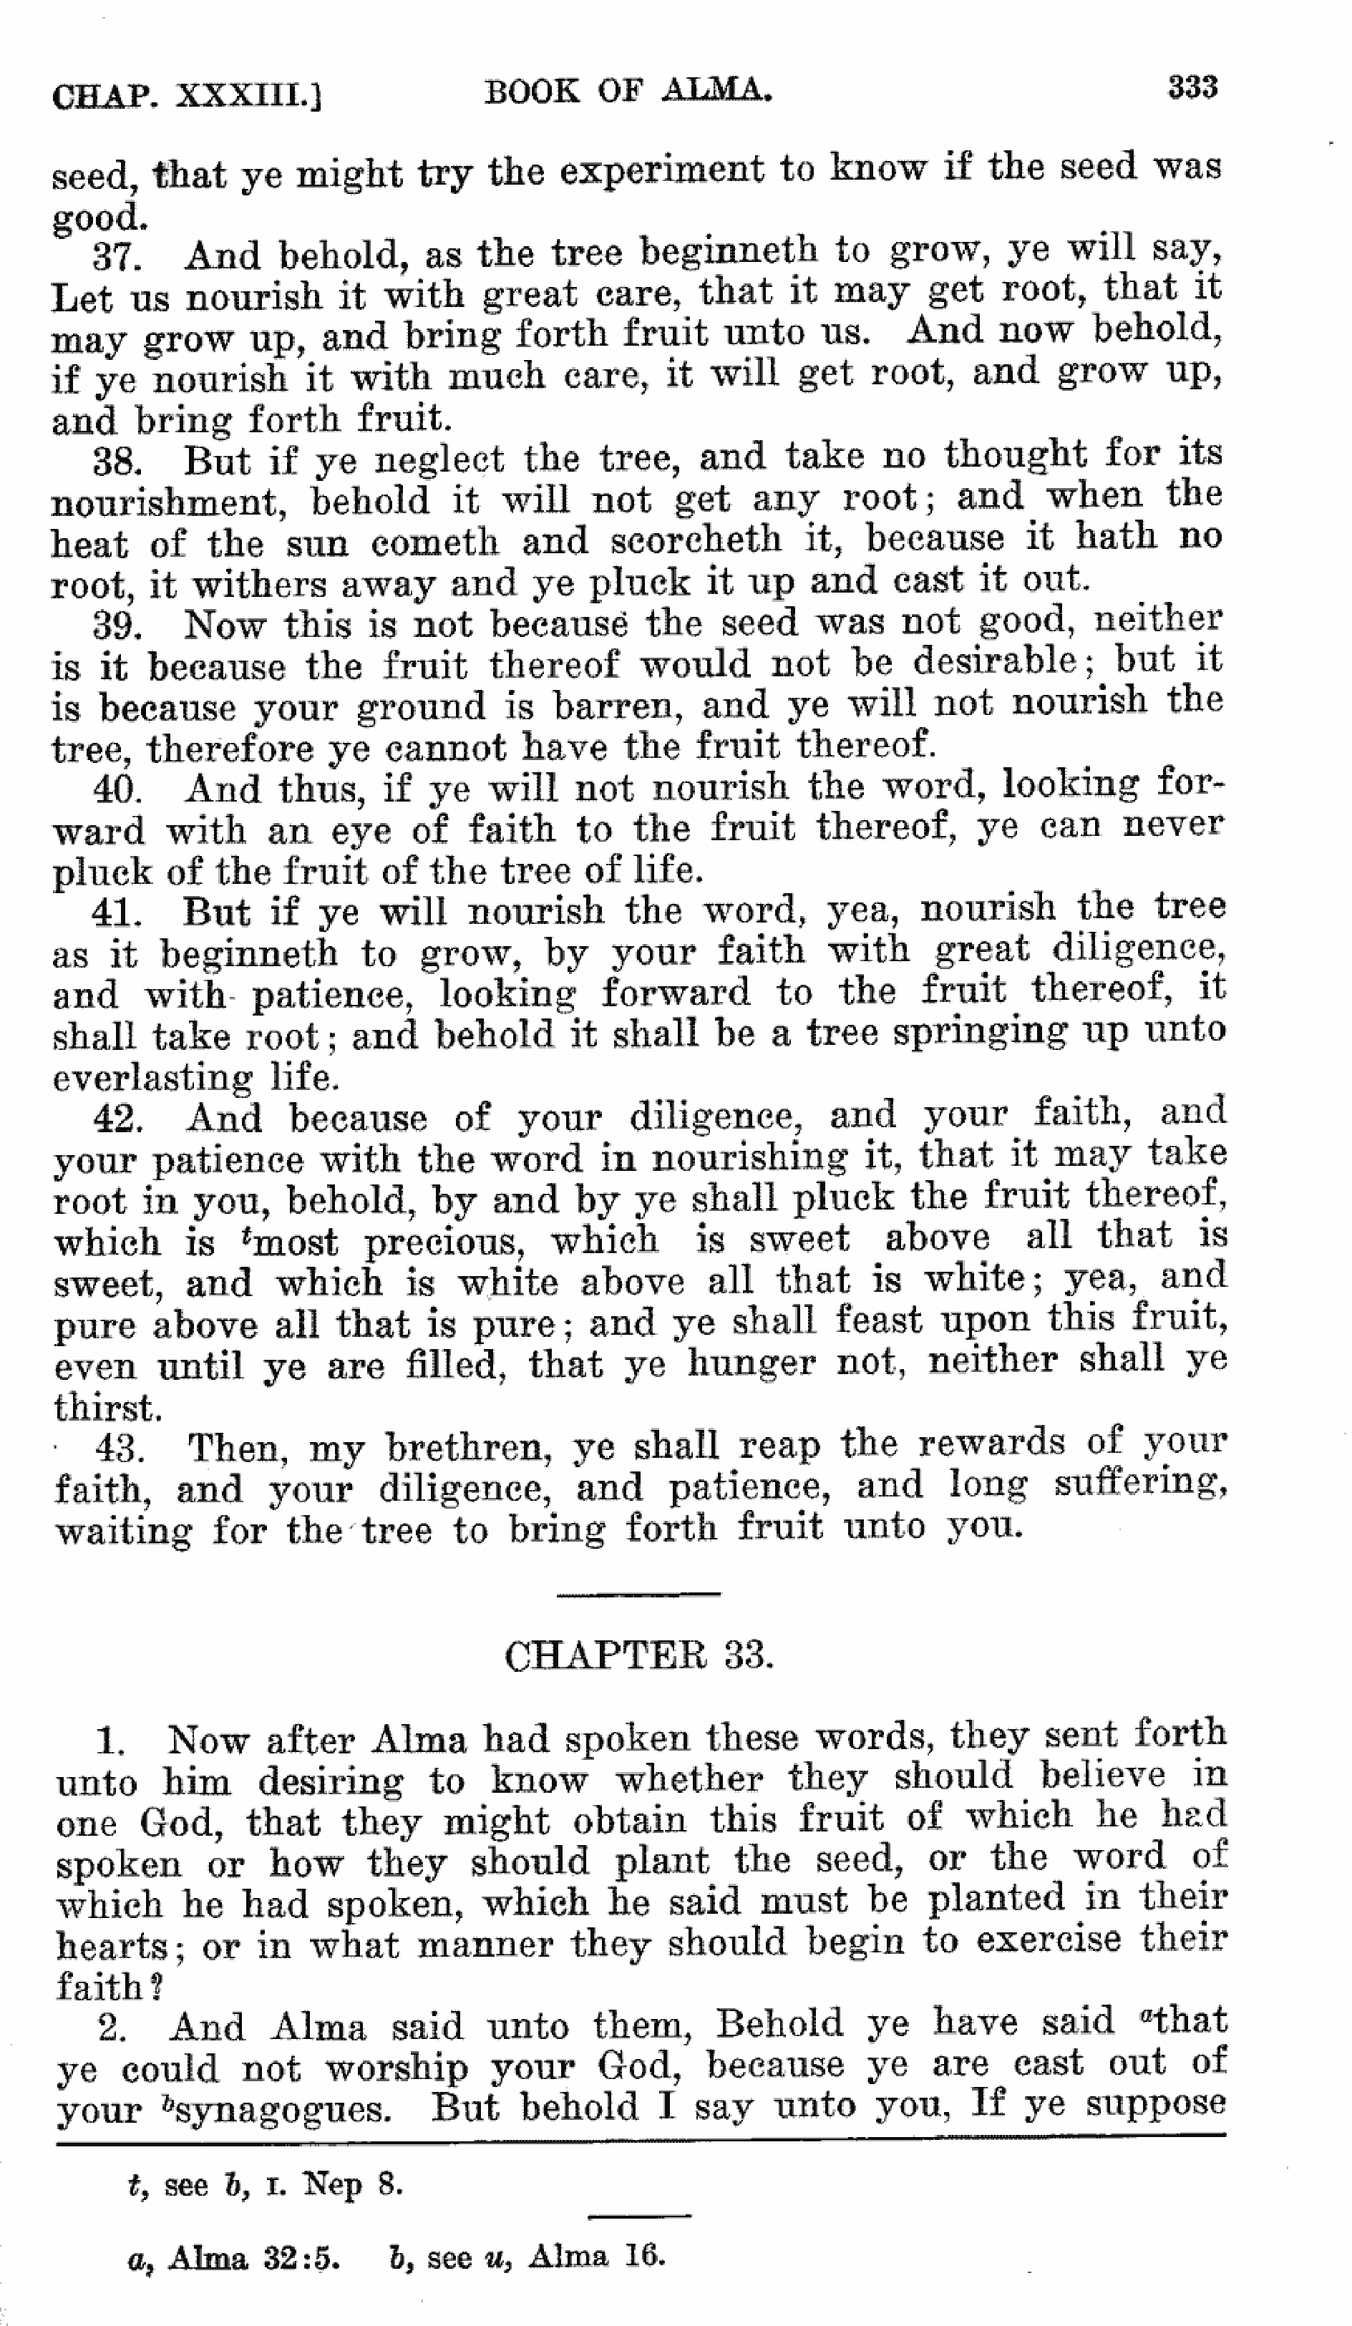 CHAP. XXXIII.] BOOK OF ALMA. 333
seed, that ye might try the experiment to know if the seed was
good.
37. And behold, as the tree beginneth to grow, ye will say,
Let us nourish it with great care, that it may get root, that it
may grow up, and bring forth fruit unto us. And now behold,
if ye nourish it with much care, it will get root, and grow up,
and bring forth fruit.
38. But if ye neglect the tree, and take no thought for its
nourishment, behold it will not get any root; and when the
heat of the sun cometh and scorcheth it, because it hath no
root, it withers away and ye pluck it up and cast it out.
39. Now this is not because the seed was not good, neither
is it because the fruit thereof would not be desirable; but it
is because your ground is barren, and ye will not nourish the
tree, therefore ye cannot have the fruit thereof.
40. And thus, if ye will not nourish the word, looking for-
ward with an eye of faith to the fruit thereof, ye can never
pluck of the fruit of the tree of life.
41. But if ye will nourish the word, yea, nourish the tree
as it beginneth to grow, by your faith with great diligence,
and with patience, looking forward to the fruit thereof, it
shall take root; and behold it shall be a tree springing up unto
everlasting life.
42. And because of your diligence, and your faith, and
your patience with the word in nourishing it, that it may take
root in you, behold, by and by ye shall pluck the fruit thereof,
which is tmost precious, which is sweet above all that is
sweet, and which is white above all that is white; yea, and
pure above all that is pure; and ye shall feast upon this fruit,
even until ye are filled, that ye hunger not, neither shall ye
thirst.
43. Then, my brethren, ye shall reap the rewards of your
faith, and your diligence, and patience, and long suffering,
waiting for the tree to bring forth fruit unto you.
CHAPTER 33.
1. Now after Alma had spoken these words, they sent forth
unto him desiring to know whether they should believe in
one God, that they might obtain this fruit of which he had
spoken or how they should plant the seed, or the word of
which he had spoken, which he said must be planted in their
hearts; or in what manner they should begin to exercise their
faith?
2. And Alma said unto them, Behold ye have said athat
ye could not worship your God, because ye are cast out of
your bsynagogues. But behold I say unto you, If ye suppose
t, see b, I. Nep 8.
a, Alma 32:5. b, see u, Alma 16.